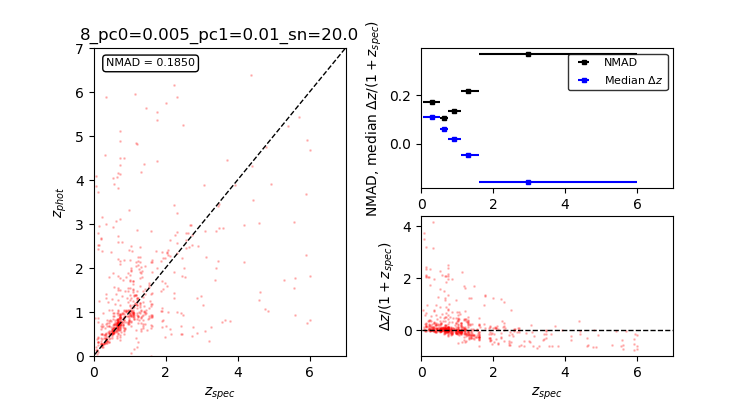 8_pc0=0.005_pc1=0.01_sn=20.0
NMAD = 0.1850
7
6
5
4
3
2
1
0
0
2
4
6
z_phot
z_spec
NMAD, median Δz/(1 + z_spec)
NMAD
Median Δz
0.2
0.0
0
2
4
6
Δz/(1 + z_spec)
4
2
0
0
2
4
6
z_spec